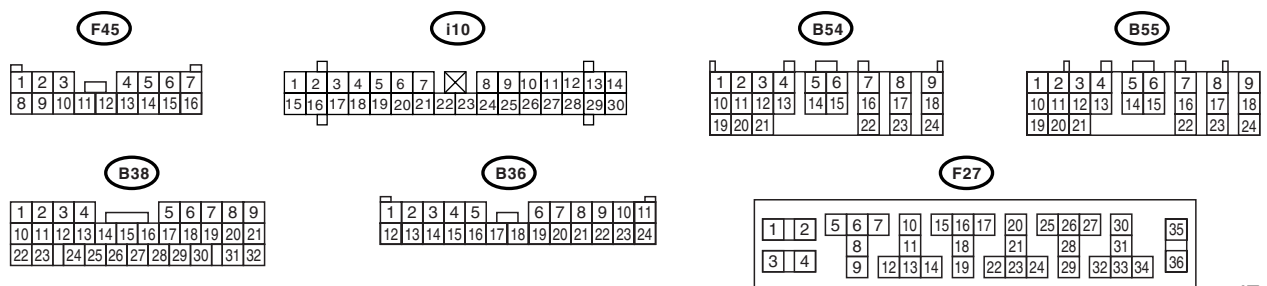 F45
1 2 3 4 5 6 7
8 9 10 11 12 13 14 15 16
i10
1 2 3 4 5 6 7 8 9 10 11 12 13 14
15 16 17 18 19 20 21 22 23 24 25 26 27 28 29 30
B54
1 2 3 4 5 6 7 8 9
10 11 12 13 14 15 16 17 18
19 20 21 22 23 24
B55
1 2 3 4 5 6 7 8 9
10 11 12 13 14 15 16 17 18
19 20 21 22 23 24
B38
1 2 3 4 5 6 7 8 9
10 11 12 13 14 15 16 17 18 19 20 21
22 23 24 25 26 27 28 29 30 31 32
B36
1 2 3 4 5 6 7 8 9 10 11
12 13 14 15 16 17 18 19 20 21 22 23 24
F27
1 2 5 6 7 10 15 16 17 20 25 26 27 30 35
8 11 18 21 28 31
3 4 9 12 13 14 19 22 23 24 29 32 33 34 36